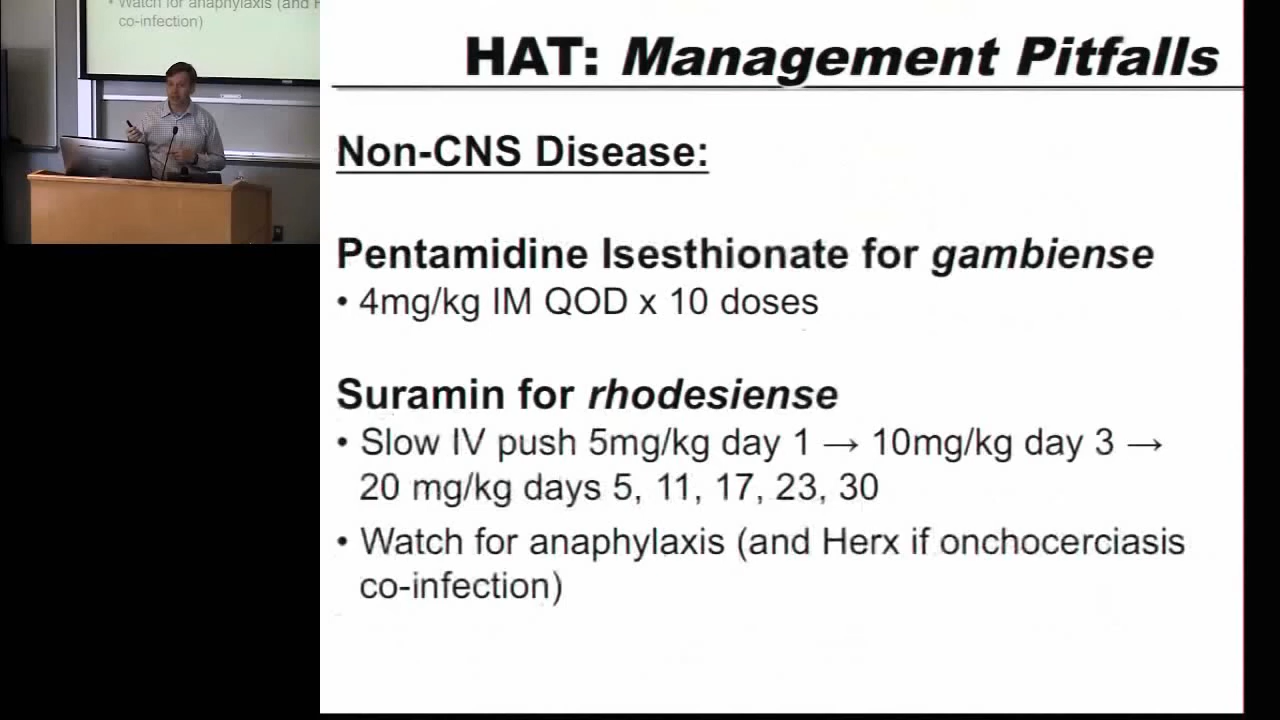 • Watch for anaphylaxis (and H
co-infection)
HAT: Management Pitfalls
Non-CNS Disease:
Pentamidine Isesthionate for gambiense
• 4mg/kg IM QOD x 10 doses
Suramin for rhodesiense
• Slow IV push 5mg/kg day 1 → 10mg/kg day 3 →
20 mg/kg days 5, 11, 17, 23, 30
• Watch for anaphylaxis (and Herx if onchocerciasis
co-infection)